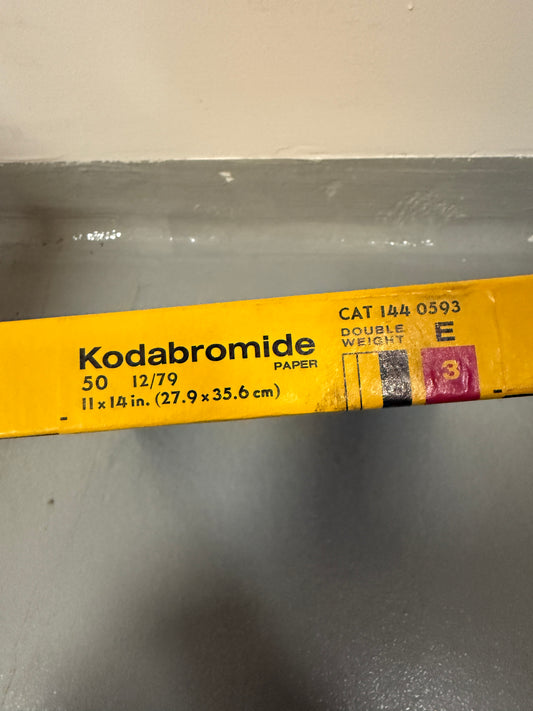 Kodabromide
PAPER
50 12/79
11 x 14 in. (27.9 x 35.6 cm)
CAT 144 0593
DOUBLE
WEIGHT
E
3